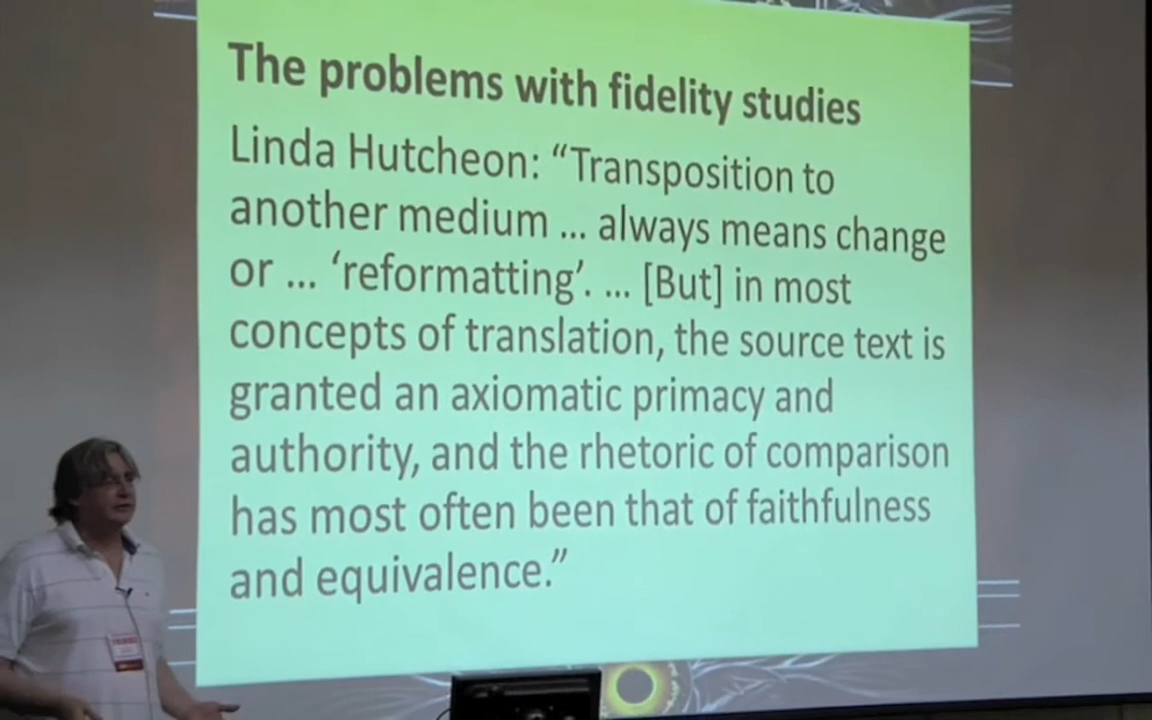 The problems with fidelity studies
Linda Hutcheon: “Transposition to
another medium ... always means change
or ... ‘reformatting’. ... [But] in most
concepts of translation, the source text is
granted an axiomatic primacy and
authority, and the rhetoric of comparison
has most often been that of faithfulness
and equivalence.”